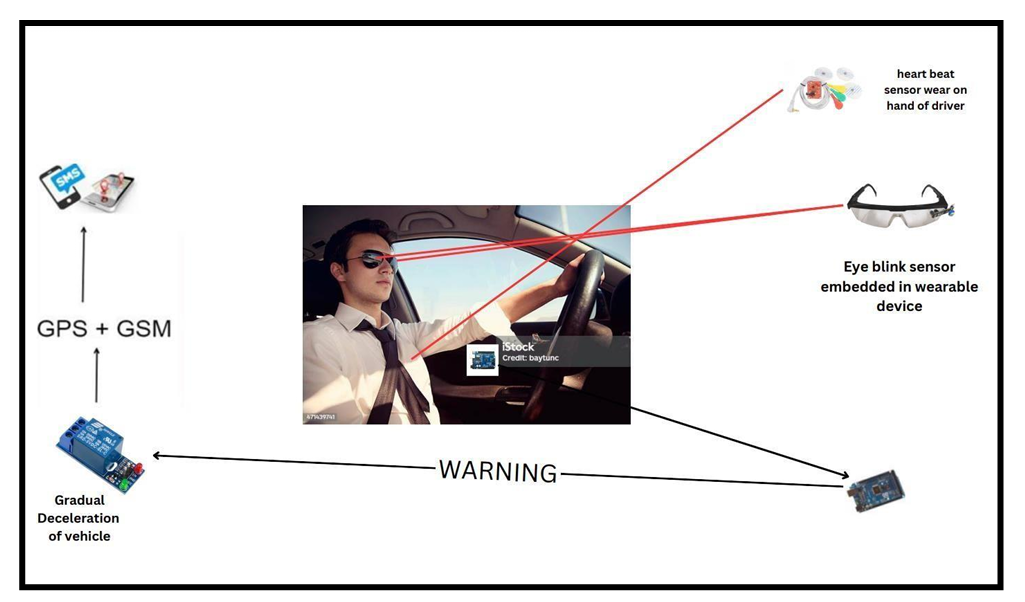 heart beat
sensor wear on
hand of driver
SMS
Eye blink sensor
embedded in wearable
device
GPS + GSM
iStock
Credit: baytunc
471439741
WARNING
Gradual
Deceleration
of vehicle